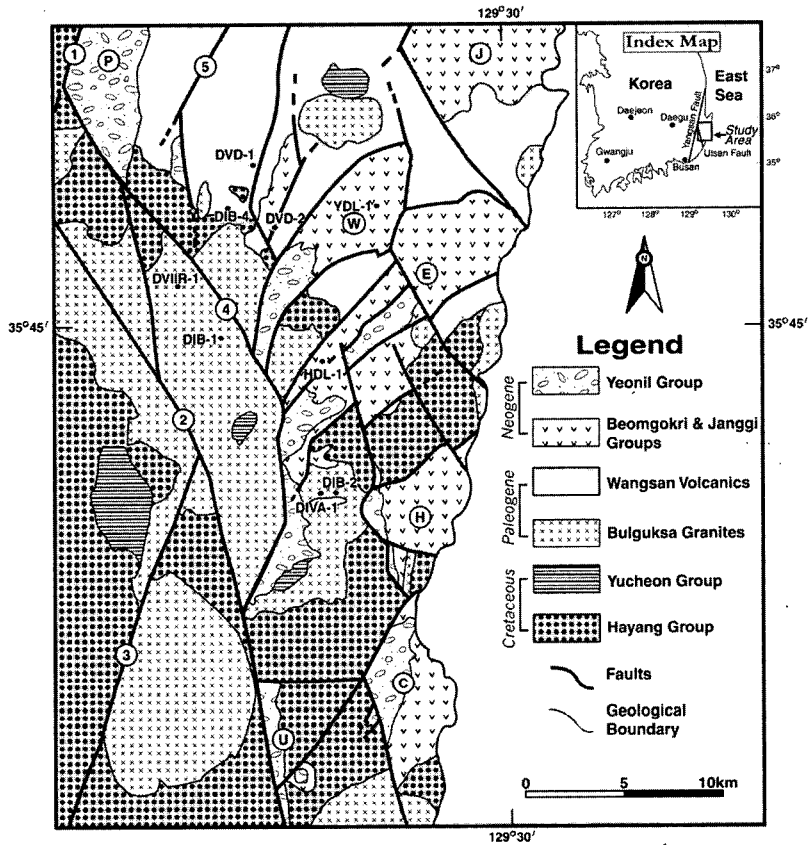 129°30′
1
P
5
J
Index Map
Korea
East
Sea
37°
36°
35°
Daejeon
Daegu
Yangsan Fault
Study
Area
Gwangju
Busan
Ulsan Fault
127°
128°
129°
130°
DVD-1
DIB-4
DVD-2
YDL-1
W
N
E
DVIIR-1
4
35°45′
DIB-1
35°45′
HDL-1
2
DIB-2
DIVA-1
H
3
C
U
Legend
Neogene
Yeonil Group
Beomgokri & Janggi
Groups
Paleogene
Wangsan Volcanics
Bulguksa Granites
Cretaceous
Yucheon Group
Hayang Group
Faults
Geological
Boundary
0
5
10km
129°30′